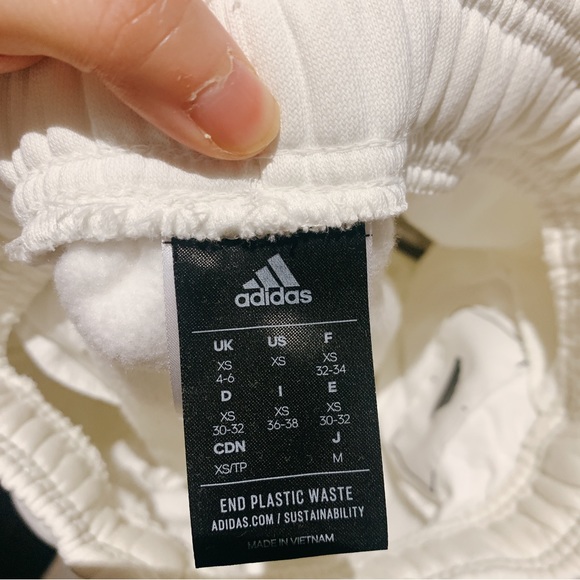 adidas
UK US F
XS XS XS
4-6 32-34
D I E
XS XS XS
30-32 36-38 30-32
CDN J
XS/TP M
END PLASTIC WASTE
ADIDAS.COM / SUSTAINABILITY
MADE IN VIETNAM